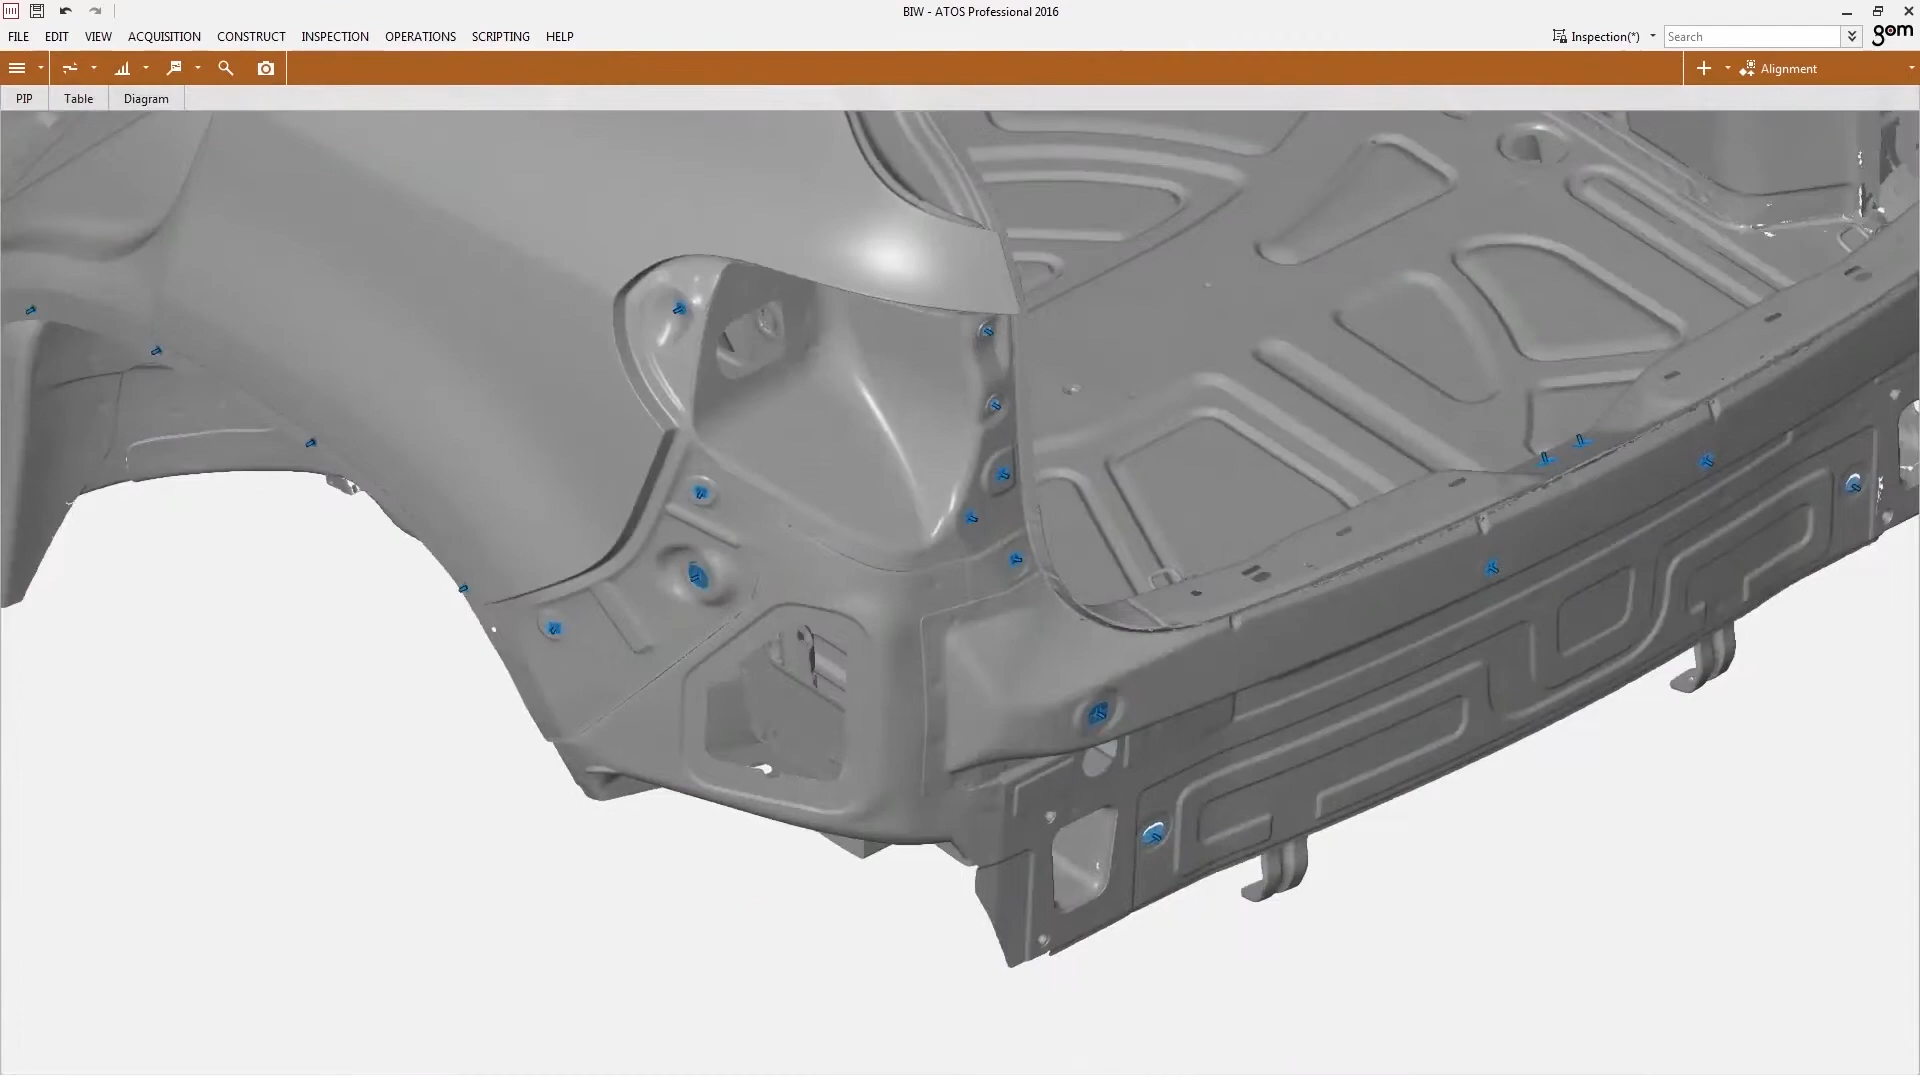 BIW - ATOS Professional 2016
FILE EDIT VIEW ACQUISITION CONSTRUCT INSPECTION OPERATIONS SCRIPTING HELP
Inspection(*) Search gom
Alignment
PIP Table Diagram